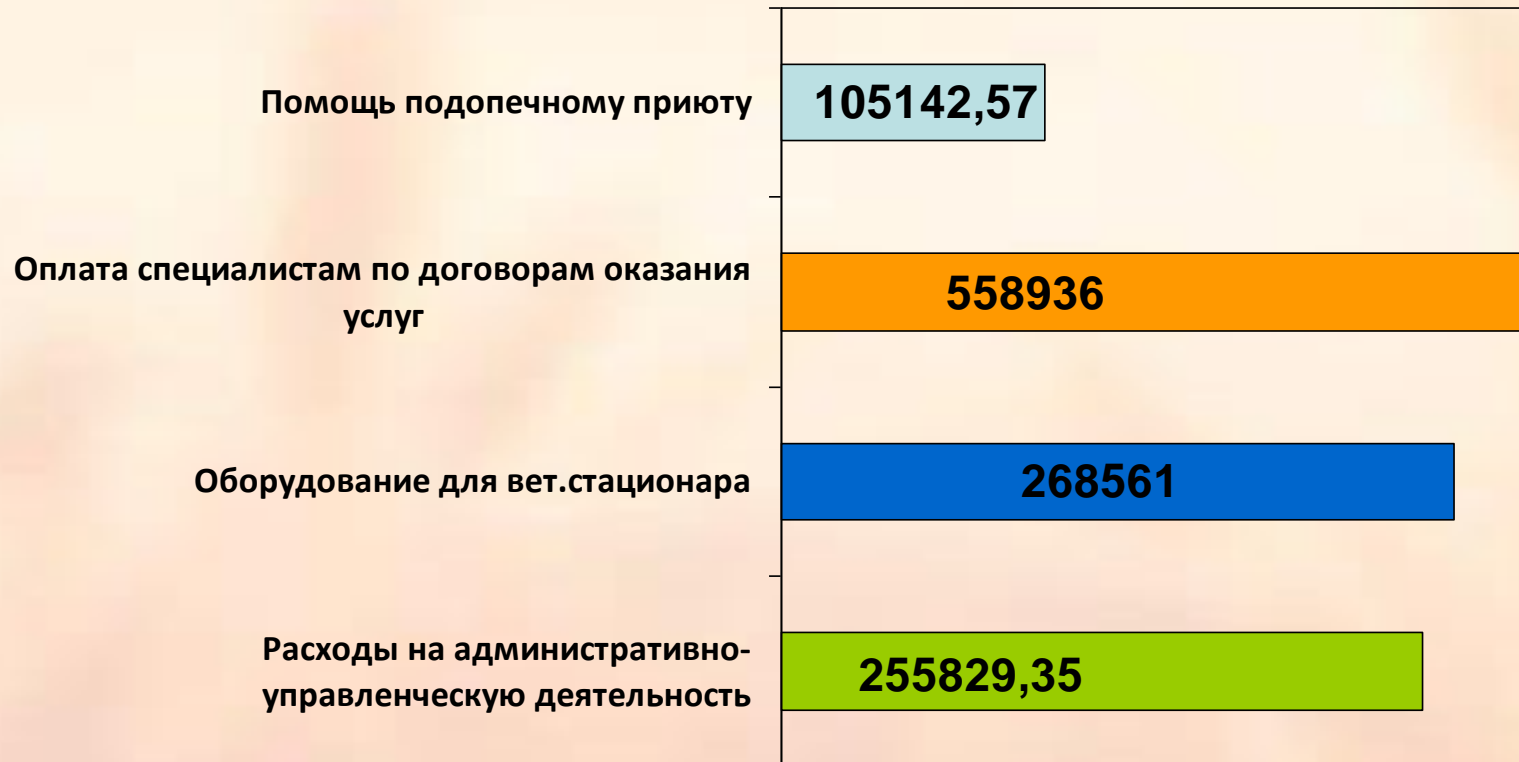 Помощь подопечному приюту
105142,57
Оплата специалистам по договорам оказания
услуг
558936
Оборудование для вет.стационара
268561
Расходы на административно-
управленческую деятельность
255829,35